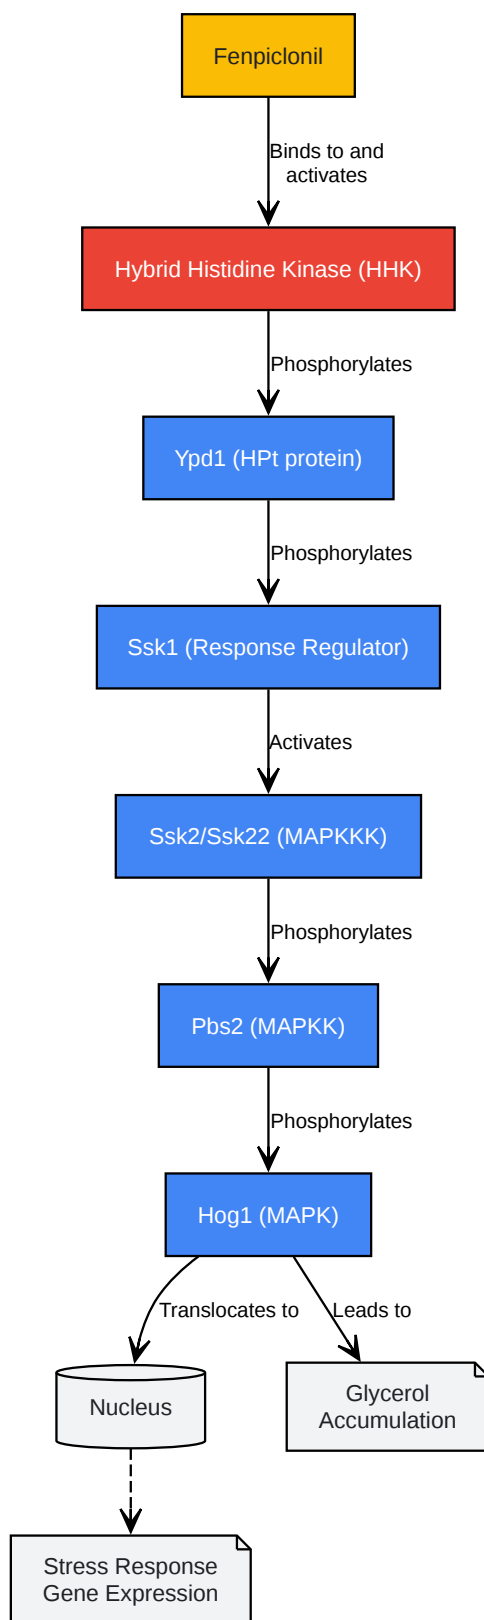 Fenpiclonil
Binds to and
activates
Hybrid Histidine Kinase (HHK)
Phosphorylates
Ypd1 (HPt protein)
Phosphorylates
Ssk1 (Response Regulator)
Activates
Ssk2/Ssk22 (MAPKKK)
Phosphorylates
Pbs2 (MAPKK)
Phosphorylates
Hog1 (MAPK)
Translocates to
Leads to
Nucleus
Glycerol
Accumulation
Stress Response
Gene Expression